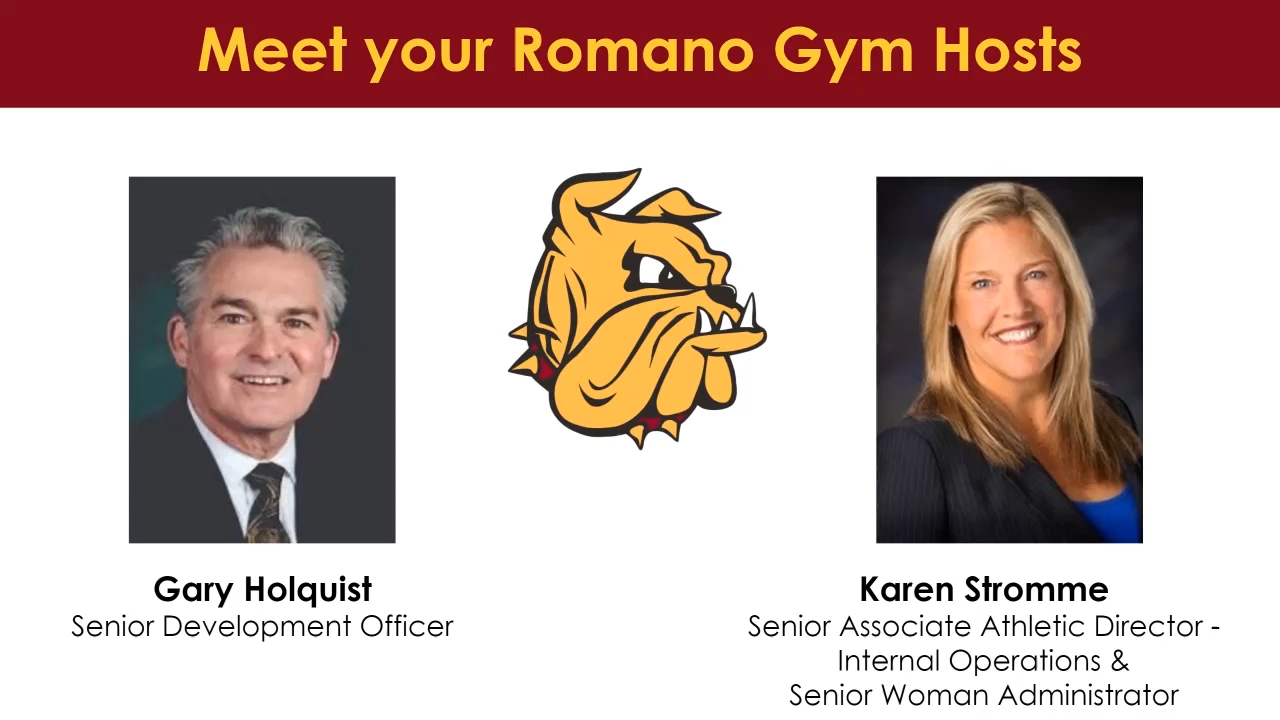 Meet your Romano Gym Hosts
Gary Holquist
Senior Development Officer
Karen Stromme
Senior Associate Athletic Director -
Internal Operations &
Senior Woman Administrator